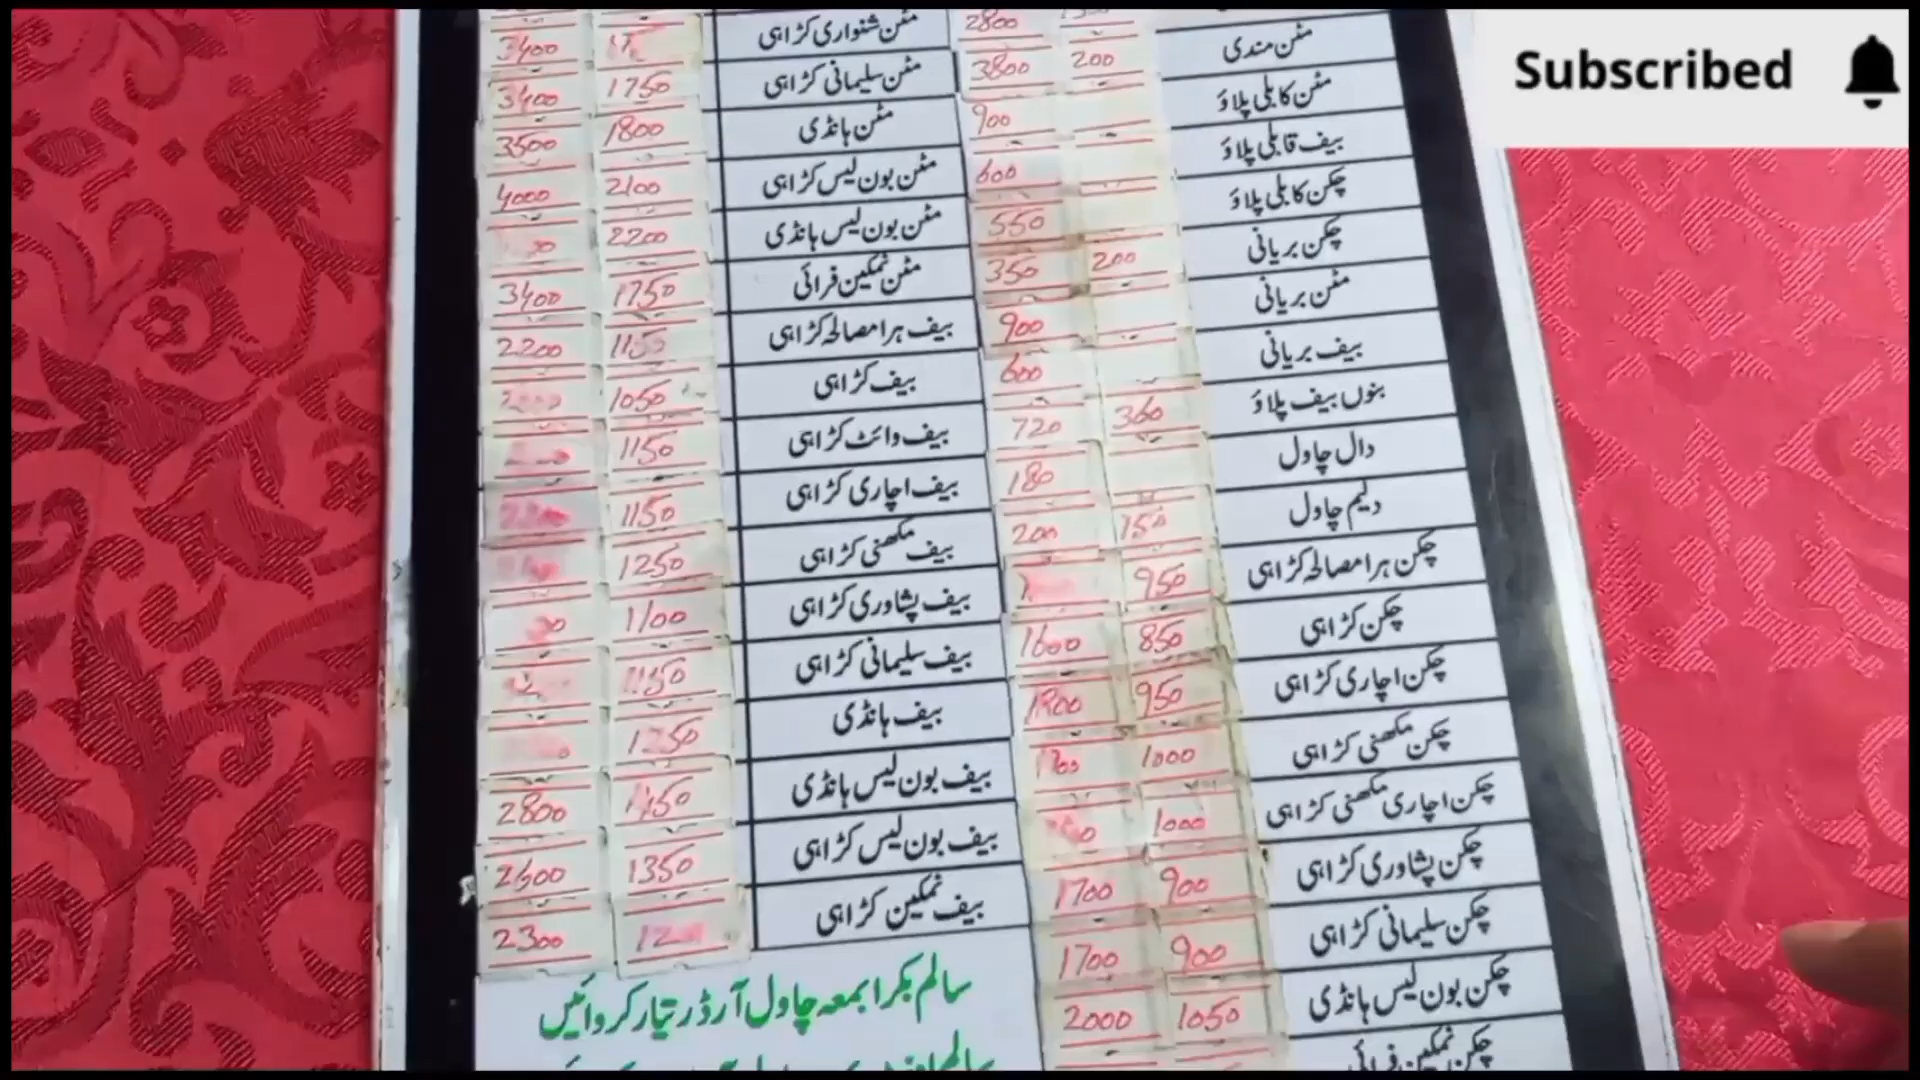 Subscribed
مٹن مندی 200 3800
مٹن کابلی پلاؤ 900
بیف قابلی پلاؤ 600
چکن کابلی پلاؤ 550
چکن بریانی 200 350
مٹن بریانی 900
بیف بریانی 600
بنوں بیف پلاؤ 360 720
دال چاول 180
دلیم چاول 150 200
چکن ہرا مصالحہ کڑاہی 950
چکن کڑاہی 850 1600
چکن اچاری کڑاہی 950 1800
چکن مکھنی کڑاہی 1000
چکن اچاری مکھنی کڑاہی 1000
چکن پشاوری کڑاہی 900 1700
چکن سلیمانی کڑاہی 900 1700
چکن بون لیس ہانڈی 1050 2000
چکن نمکین فرائی
مٹن شنواری کڑاہی 3400
مٹن سلیمانی کڑاہی 1750 3400
مٹن ہانڈی 1800 3500
مٹن بون لیس کڑاہی 2100 4000
مٹن بون لیس ہانڈی 2200
مٹن نمکین فرائی 1750 3400
بیف ہرا مصالحہ کڑاہی 1150 2200
بیف کڑاہی 1050
بیف وائٹ کڑاہی 1150
بیف اچاری کڑاہی 1150
بیف مکھنی کڑاہی 1250
بیف پشاوری کڑاہی 1100
بیف سلیمانی کڑاہی 1150
بیف ہانڈی 1250
بیف بون لیس ہانڈی 1450 2800
بیف بون لیس کڑاہی 1350 2600
بیف نمکین کڑاہی 2300
سالم بکرا بمعہ چاول آرڈر تیار کروائیں